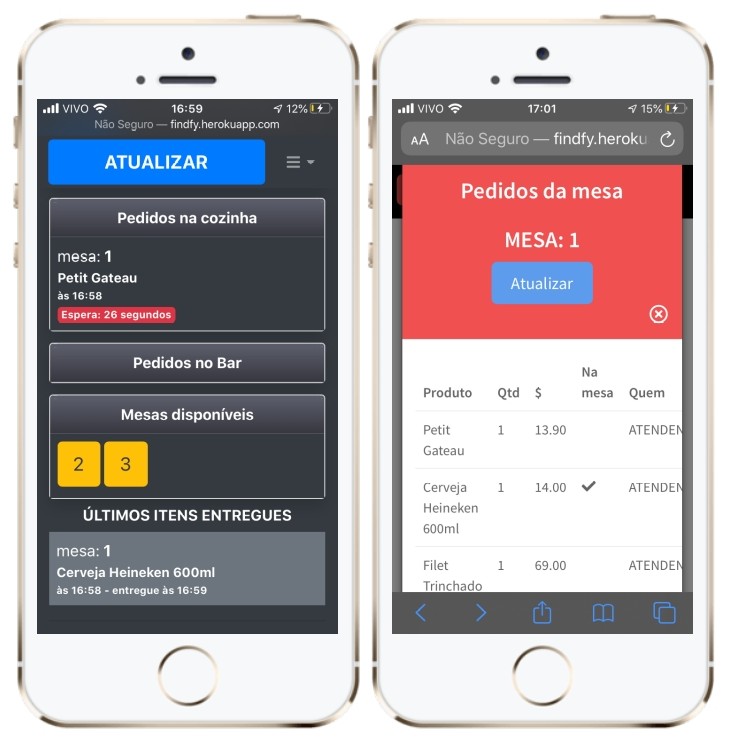 VIVO 16:59 12%
Não Seguro — findfy.herokuapp.com
ATUALIZAR
Pedidos na cozinha
mesa: 1
Petit Gateau
às 16:58
Espera: 26 segundos
Pedidos no Bar
Mesas disponíveis
2 3
ÚLTIMOS ITENS ENTREGUES
mesa: 1
Cerveja Heineken 600ml
às 16:58 - entregue às 16:59
VIVO 17:01 15%
AA Não Seguro — findfy.heroku
Pedidos da mesa
MESA: 1
Atualizar
Produto Qtd $ Na mesa Quem
Petit Gateau 1 13.90 ATENDEN
Cerveja Heineken 600ml 1 14.00 ATENDEN
Filet Trinchado 1 69.00 ATENDEN